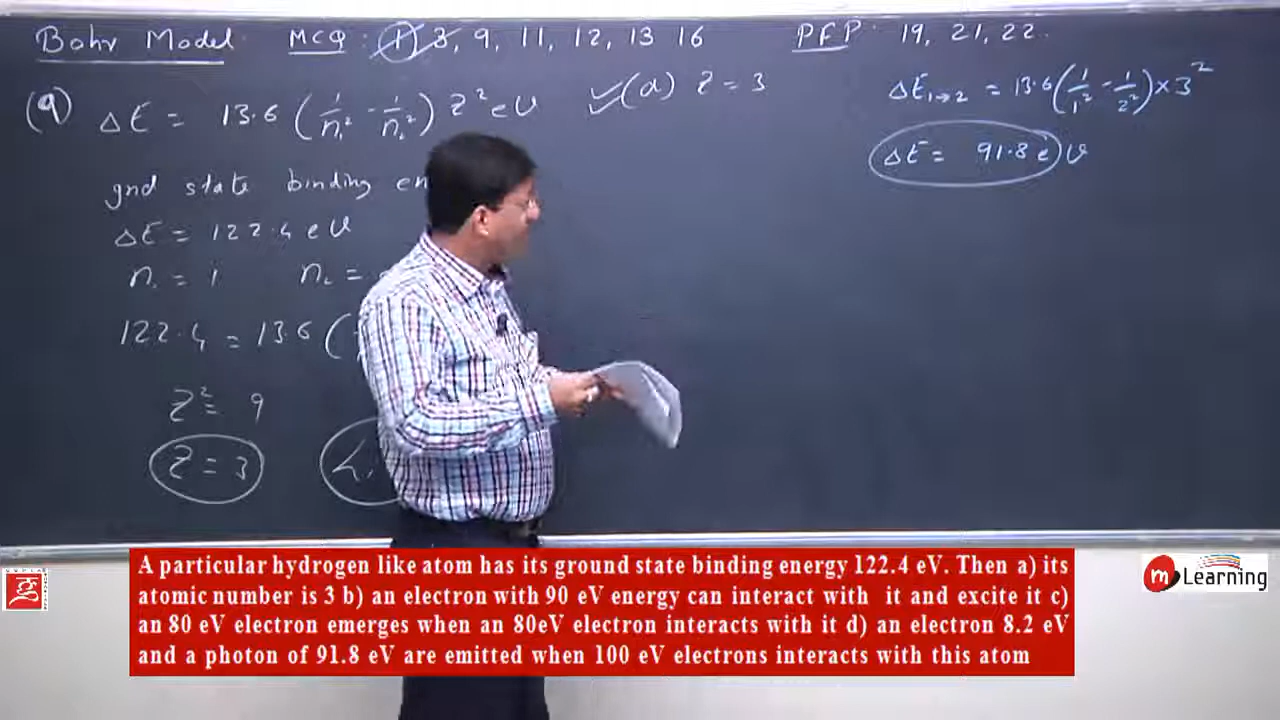 Bohr Model MCQ : 1) 3, 9, 11, 12, 13 16 PFP : 19, 21, 22.
(9) ΔE = 13.6 (1/n₁² - 1/n₂²) Z² eV
gnd state binding en
ΔE = 122.4 eV
n₁ = 1 n₂ =
122.4 = 13.6 (
Z² = 9
Z = 3
(a) Z = 3
ΔE₁→₂ = 13.6 (1/1² - 1/2²) × 3²
ΔE = 91.8 eV
A particular hydrogen like atom has its ground state binding energy 122.4 eV. Then a) its
atomic number is 3 b) an electron with 90 eV energy can interact with it and excite it c)
an 80 eV electron emerges when an 80eV electron interacts with it d) an electron 8.2 eV
and a photon of 91.8 eV are emitted when 100 eV electrons interacts with this atom
m Learning